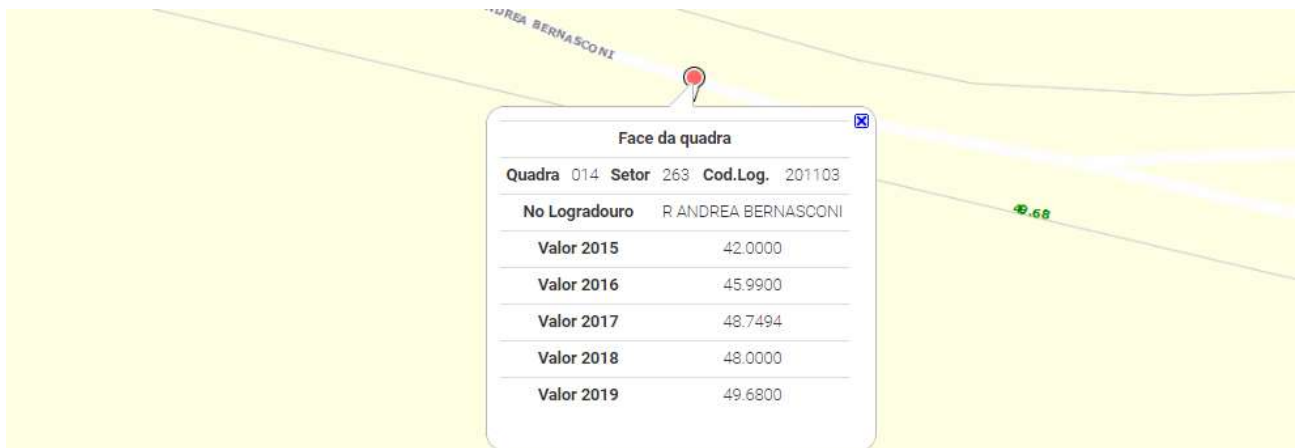 ANDREA BERNASCONI
Face da quadra
Quadra 014 Setor 263 Cod.Log. 201103
No Logradouro R ANDREA BERNASCONI
Valor 2015 42.0000
Valor 2016 45.9900
49.68
Valor 2017 48.7494
Valor 2018 48.0000
Valor 2019 49.6800